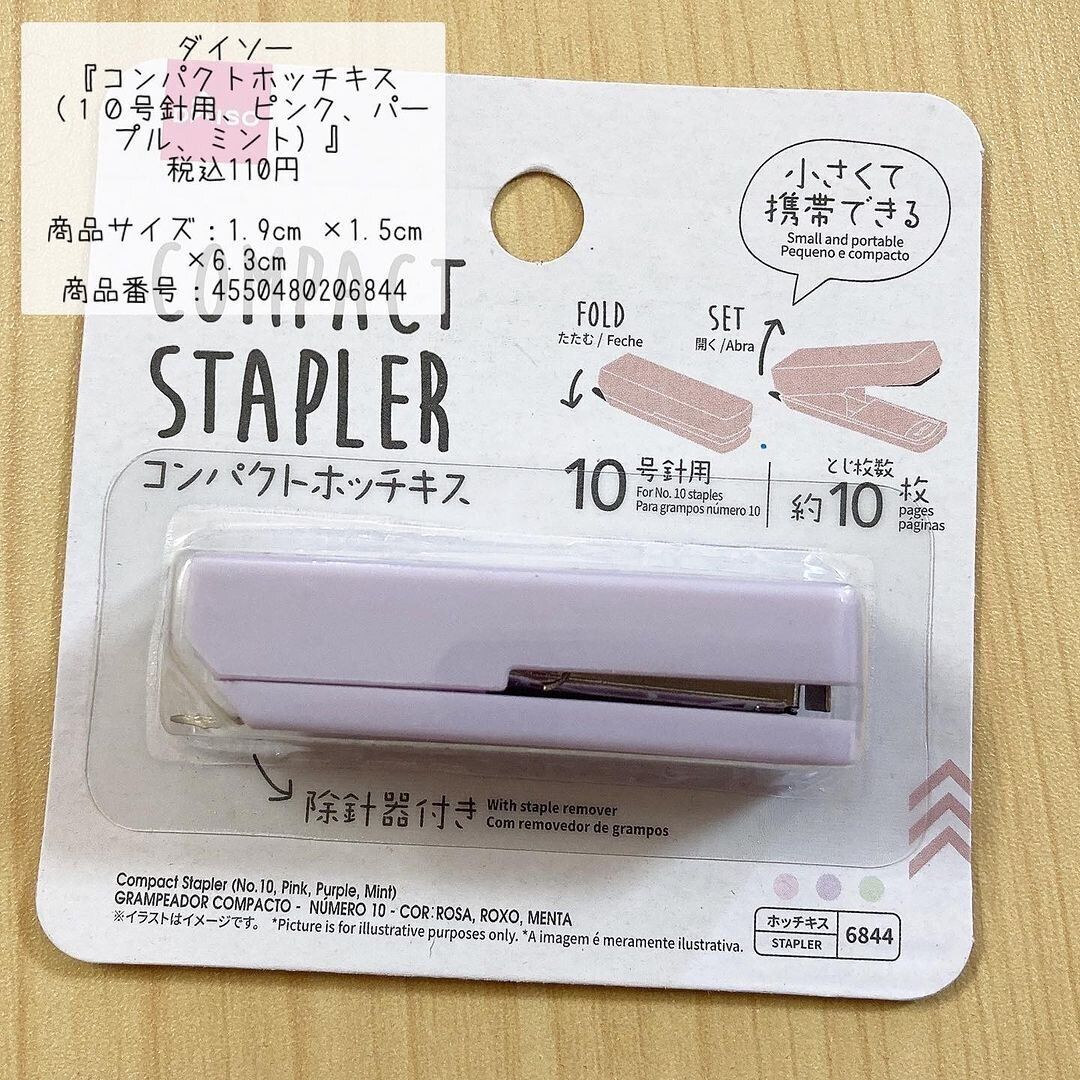 ダイソー
『コンパクトホッチキス
(10号針用、ピンク、パー
プル、ミント)』
税込110円
商品サイズ:1.9cm ×1.5cm
×6.3cm
商品番号:4550480206844
DAISO
COMPACT
STAPLER
コンパクトホッチキス
小さくて
携帯できる
Small and portable
Pequeno e compacto
FOLD
たたむ / Feche
SET
開く/Abra
10 号針用
For No. 10 staples
Para grampos número 10
とじ枚数
約10枚
pages
páginas
除針器付き
With staple remover
Com removedor de grampos
Compact Stapler (No.10, Pink, Purple, Mint)
GRAMPEADOR COMPACTO - NÚMERO 10 - COR:ROSA, ROXO, MENTA
※イラストはイメージです。 *Picture is for illustrative purposes only. *A imagem é meramente ilustrativa.
ホッチキス
STAPLER
6844